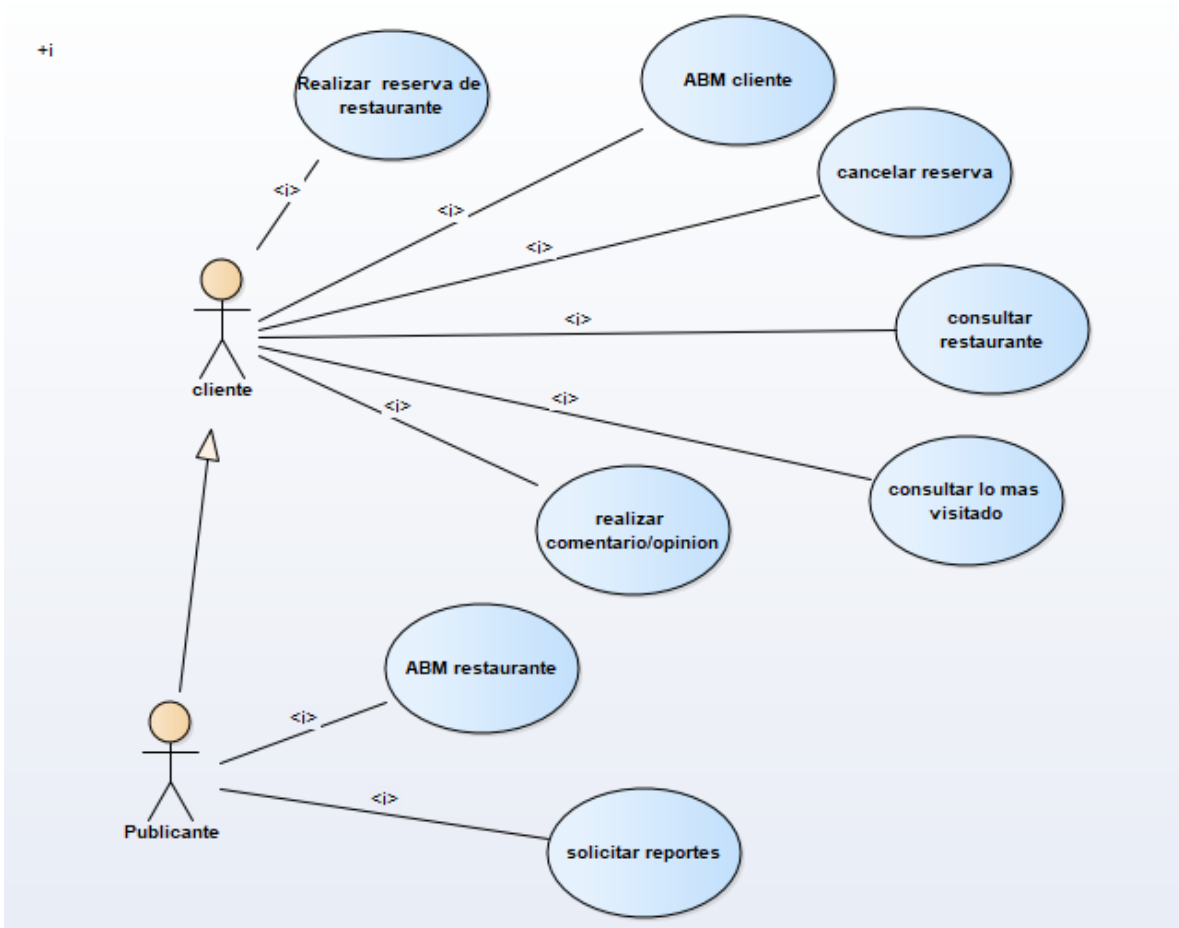 +i
Realizar reserva de
restaurante
ABM cliente
cancelar reserva
<i>
<i>
<i>
<i>
consultar
restaurante
cliente
<i>
<i>
consultar lo mas
visitado
realizar
comentario/opinion
ABM restaurante
<i>
Publicante
<i>
solicitar reportes